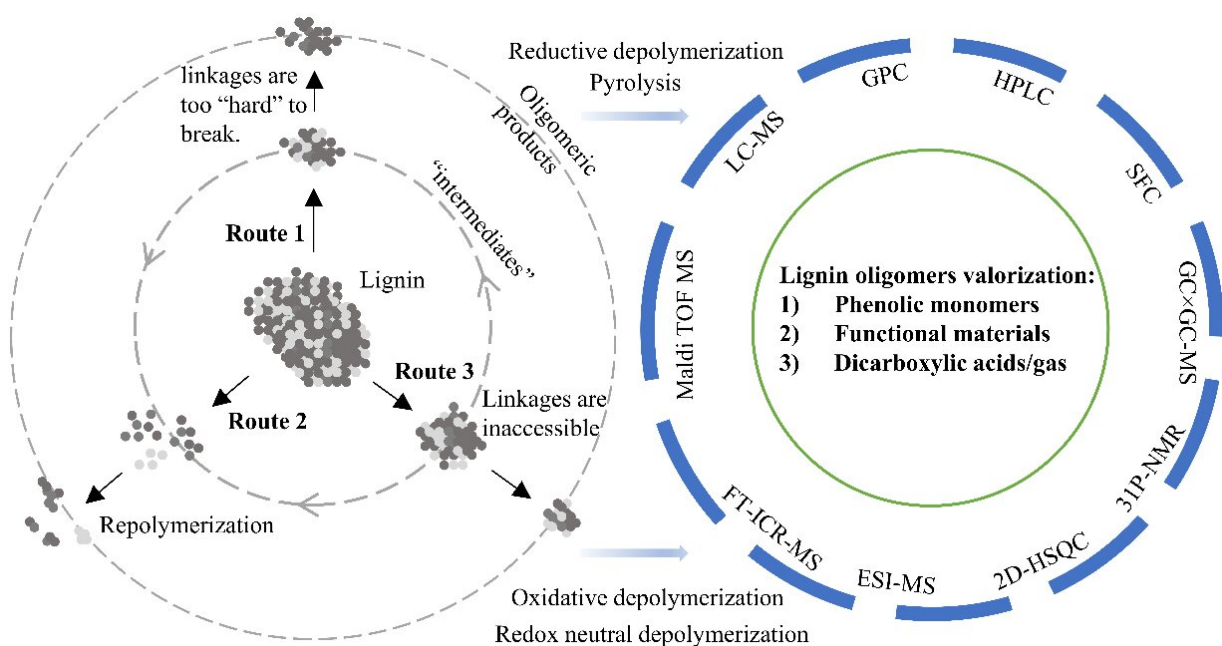 linkages are
too “hard” to
break.
Oligomeric
products
“intermediates”
Route 1
Lignin
Route 3
Route 2
Linkages are
inaccessible
Repolymerization
Reductive depolymerization
Pyrolysis
Oxidative depolymerization
Redox neutral depolymerization
GPC
HPLC
SFC
GC×GC-MS
31P-NMR
2D-HSQC
ESI-MS
FT-ICR-MS
Maldi TOF MS
LC-MS
Lignin oligomers valorization:
1) Phenolic monomers
2) Functional materials
3) Dicarboxylic acids/gas